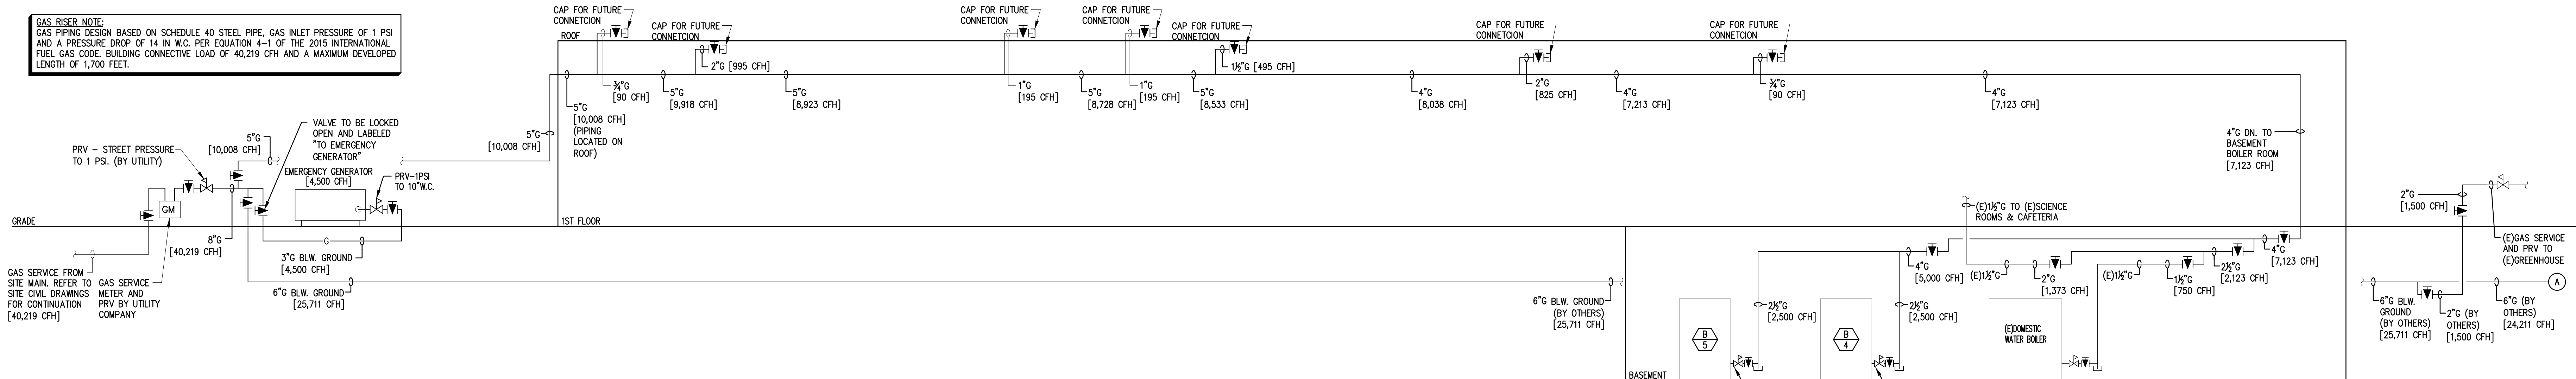 GAS RISER NOTE:
GAS PIPING DESIGN BASED ON SCHEDULE 40 STEEL PIPE, GAS INLET PRESSURE OF 1 PSI
AND A PRESSURE DROP OF 14 IN W.C. PER EQUATION 4-1 OF THE 2015 INTERNATIONAL
FUEL GAS CODE. BUILDING CONNECTIVE LOAD OF 40,219 CFH AND A MAXIMUM DEVELOPED
LENGTH OF 1,700 FEET.
CAP FOR FUTURE
CONNETCION
CAP FOR FUTURE
CONNETCION
CAP FOR FUTURE
CONNETCION
CAP FOR FUTURE
CONNETCION
CAP FOR FUTURE
CONNETCION
CAP FOR FUTURE
CONNETCION
CAP FOR FUTURE
CONNETCION
ROOF
2"G [995 CFH]
1½"G [495 CFH]
5"G
[10,008 CFH]
(PIPING
LOCATED ON
ROOF)
¾"G
[90 CFH]
5"G
[9,918 CFH]
5"G
[8,923 CFH]
1"G
[195 CFH]
5"G
[8,728 CFH]
1"G
[195 CFH]
5"G
[8,533 CFH]
4"G
[8,038 CFH]
2"G
[825 CFH]
4"G
[7,213 CFH]
¾"G
[90 CFH]
4"G
[7,123 CFH]
5"G
[10,008 CFH]
4"G DN. TO
BASEMENT
BOILER ROOM
[7,123 CFH]
PRV - STREET PRESSURE
TO 1 PSI. (BY UTILITY)
5"G
[10,008 CFH]
VALVE TO BE LOCKED
OPEN AND LABELED
"TO EMERGENCY
GENERATOR"
EMERGENCY GENERATOR
[4,500 CFH]
PRV-1PSI
TO 10"W.C.
GM
GRADE
1ST FLOOR
8"G
[40,219 CFH]
G
3"G BLW. GROUND
[4,500 CFH]
6"G BLW. GROUND
[25,711 CFH]
GAS SERVICE FROM
SITE MAIN. REFER TO
SITE CIVIL DRAWINGS
FOR CONTINUATION
[40,219 CFH]
GAS SERVICE
METER AND
PRV BY UTILITY
COMPANY
6"G BLW. GROUND
(BY OTHERS)
[25,711 CFH]
(E)1½"G TO (E)SCIENCE
ROOMS & CAFETERIA
4"G
[5,000 CFH]
(E)1½"G
2"G
[1,373 CFH]
(E)1½"G
1½"G
[750 CFH]
2½"G
[2,123 CFH]
4"G
[7,123 CFH]
2½"G
[2,500 CFH]
2½"G
[2,500 CFH]
B
5
B
4
(E)DOMESTIC
WATER BOILER
BASEMENT
2"G
[1,500 CFH]
(E)GAS SERVICE
AND PRV TO
(E)GREENHOUSE
6"G BLW.
GROUND
(BY OTHERS)
[25,711 CFH]
2"G (BY
OTHERS)
[1,500 CFH]
6"G (BY
OTHERS)
[24,211 CFH]
A